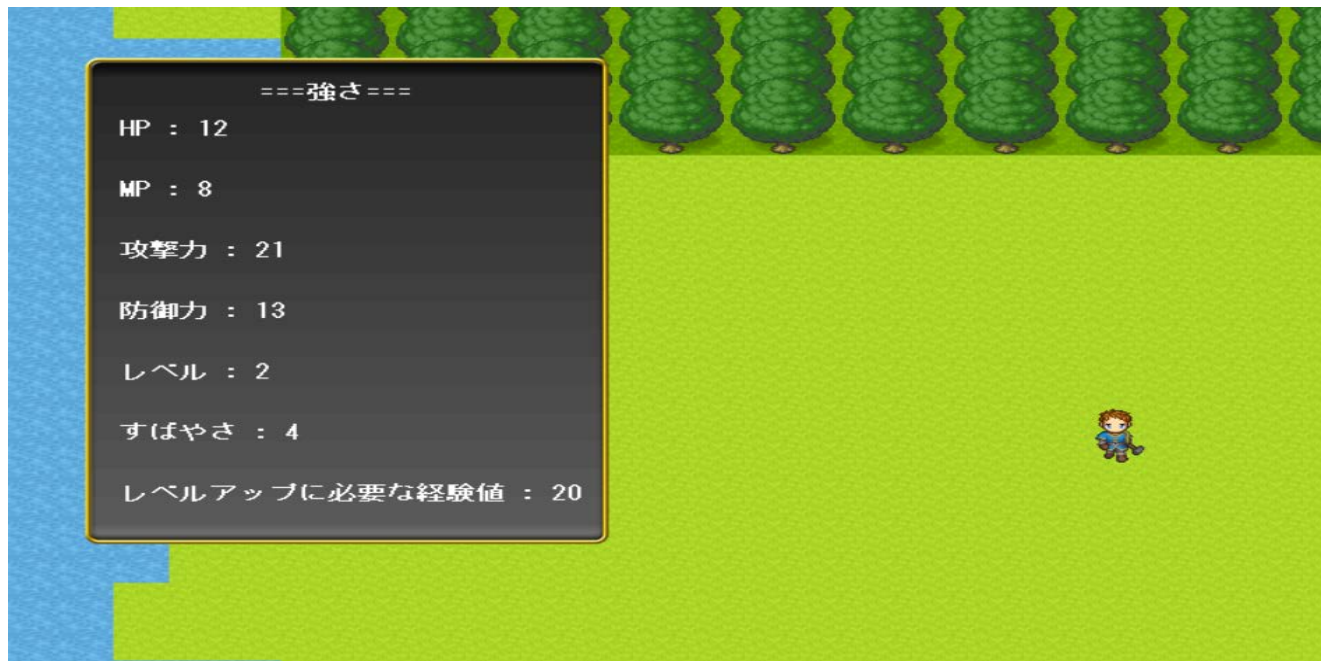 ===強さ===
HP : 12
MP : 8
攻撃力 : 21
防御力 : 13
レベル : 2
すばやさ : 4
レベルアップに必要な経験値 : 20